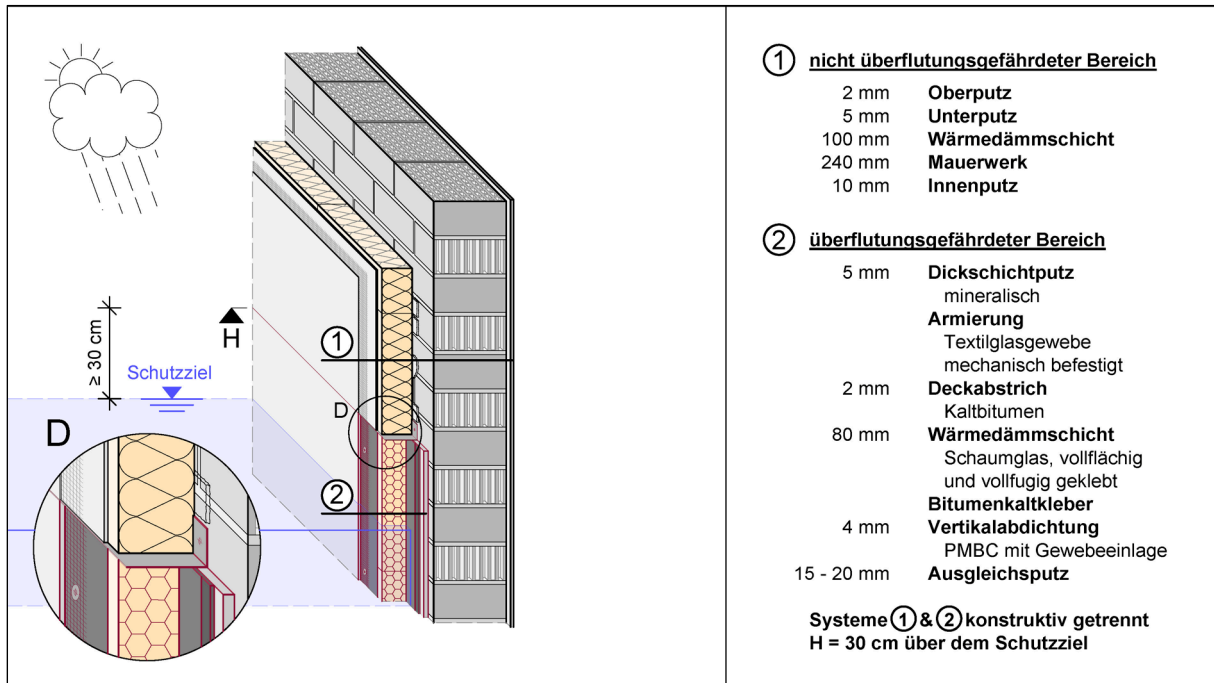 ≥ 30 cm
H
Schutzziel
D
1
D
2
1 nicht überflutungsgefährdeter Bereich
2 mm Oberputz
5 mm Unterputz
100 mm Wärmedämmschicht
240 mm Mauerwerk
10 mm Innenputz
2 überflutungsgefährdeter Bereich
5 mm Dickschichtputz
mineralisch
Armierung
Textilglasgewebe
mechanisch befestigt
2 mm Deckabstrich
Kaltbitumen
80 mm Wärmedämmschicht
Schaumglas, vollflächig
und vollfugig geklebt
Bitumenkaltkleber
4 mm Vertikalabdichtung
PMBC mit Gewebeeinlage
15 - 20 mm Ausgleichsputz
Systeme 1 & 2 konstruktiv getrennt
H = 30 cm über dem Schutzziel